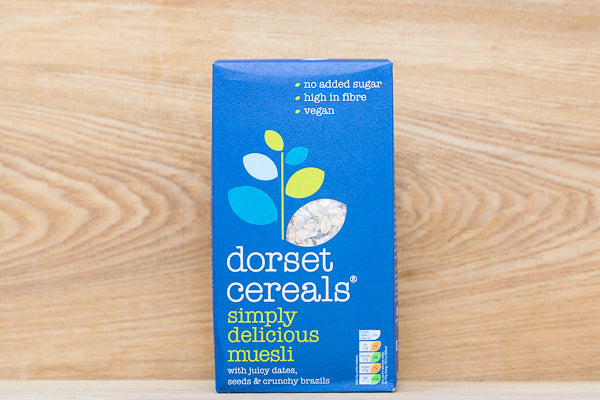 no added sugar
high in fibre
vegan
dorset
cereals®
simply
delicious
muesli
with juicy dates,
seeds & crunchy brazils